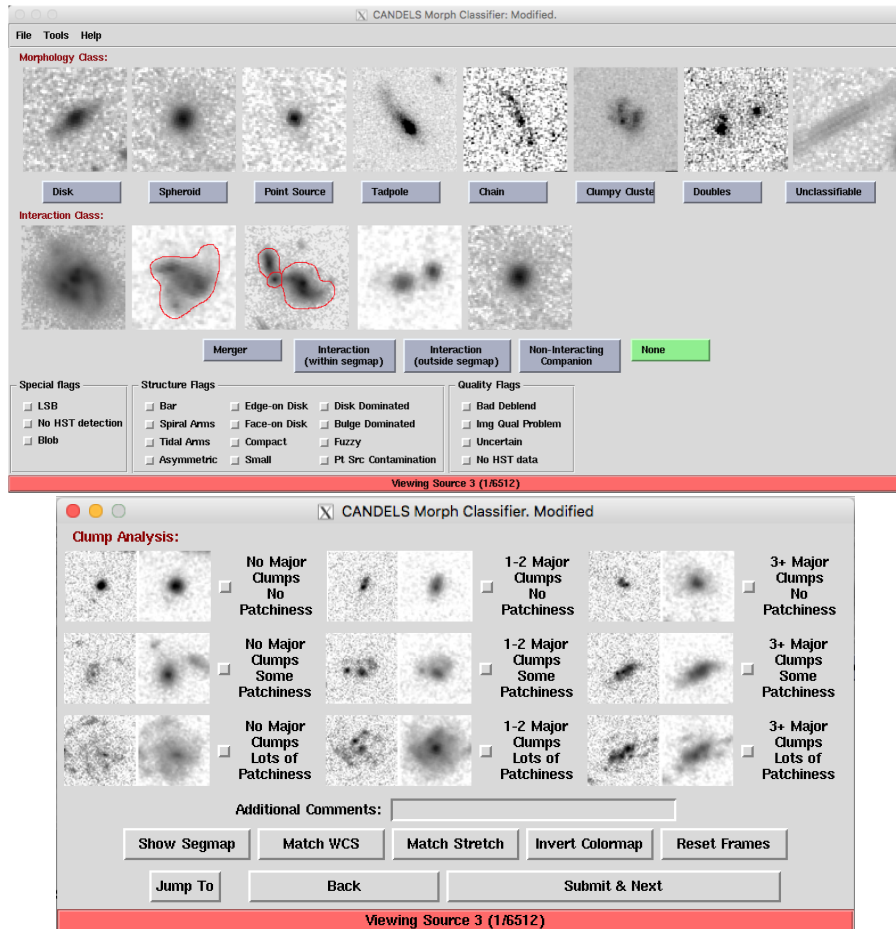 CANDELS Morph Classifier: Modified.
File Tools Help
Morphology Class:
Disk Spheroid Point Source Tadpole Chain Clumpy Cluste Doubles Unclassifiable
Interaction Class:
Merger Interaction (within segmap) Interaction (outside segmap) Non-Interacting Companion None
Special flags
LSB
No HST detection
Blob
Structure Flags
Bar Edge-on Disk Disk Dominated
Spiral Arms Face-on Disk Bulge Dominated
Tidal Arms Compact Fuzzy
Asymmetric Small Pt Src Contamination
Quality Flags
Bad Deblend
Img Qual Problem
Uncertain
No HST data
Viewing Source 3 (1/6512)
CANDELS Morph Classifier. Modified
Clump Analysis:
No Major
Clumps
No
Patchiness
1-2 Major
Clumps
No
Patchiness
3+ Major
Clumps
No
Patchiness
No Major
Clumps
Some
Patchiness
1-2 Major
Clumps
Some
Patchiness
3+ Major
Clumps
Some
Patchiness
No Major
Clumps
Lots of
Patchiness
1-2 Major
Clumps
Lots of
Patchiness
3+ Major
Clumps
Lots of
Patchiness
Additional Comments:
Show Segmap Match WCS Match Stretch Invert Colormap Reset Frames
Jump To Back Submit & Next
Viewing Source 3 (1/6512)